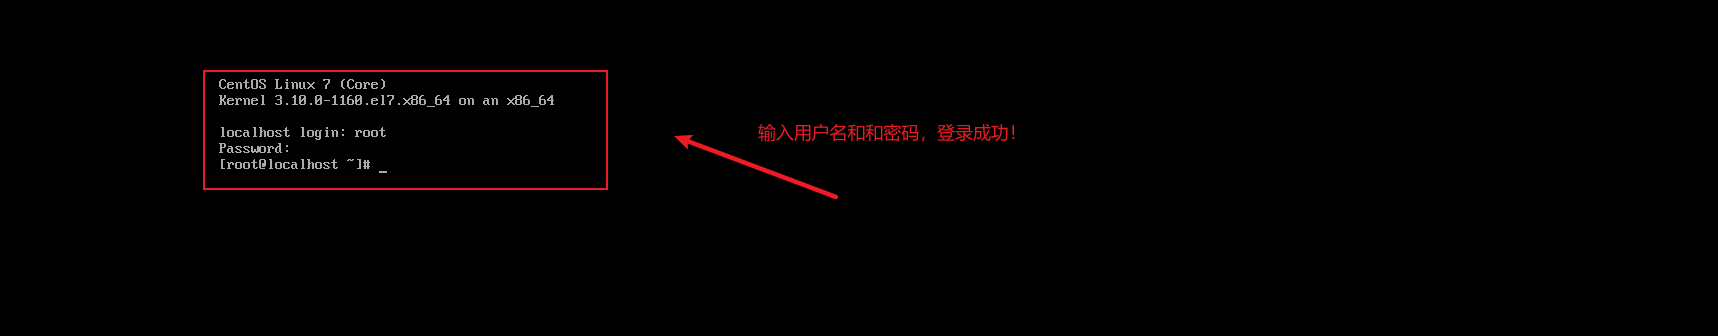 CentOS Linux 7 (Core)
Kernel 3.10.0-1160.el7.x86_64 on an x86_64
localhost login: root
Password:
[root@localhost ~]# _
输入用户名和和密码，登录成功！